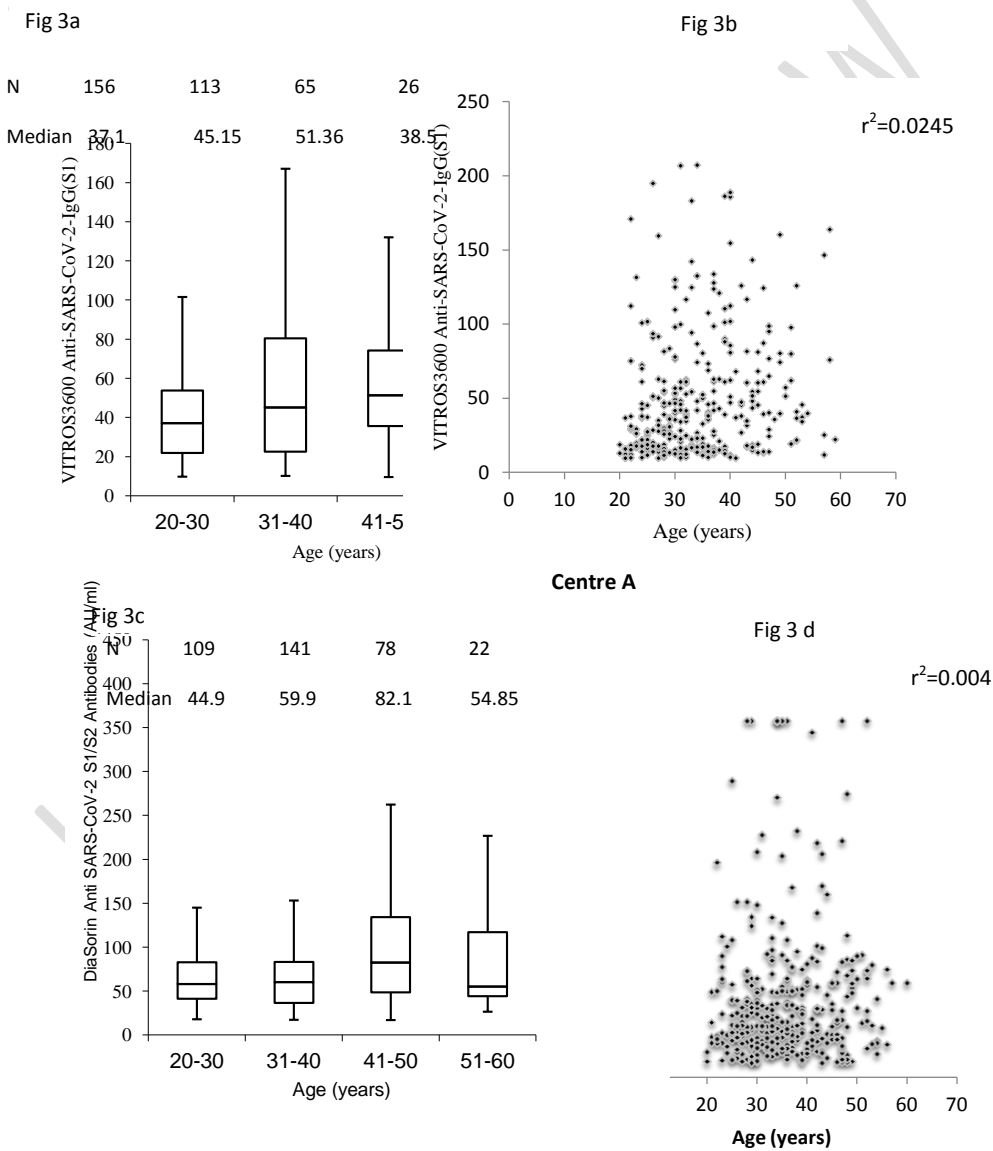 Fig 3a
N 156 113 65 26
Median 37.1 45.15 51.36 38.5
VITROS3600 Anti-SARS-CoV-2-IgG(S1)
180
160
140
120
100
80
60
40
20
0
20-30 31-40 41-5
Age (years)
Fig 3b
r²=0.0245
VITROS3600 Anti-SARS-CoV-2-IgG(S1)
250
200
150
100
50
0
0 10 20 30 40 50 60 70
Age (years)
Centre A
Fig 3c
N 109 141 78 22
Median 44.9 59.9 82.1 54.85
DiaSorin Anti SARS-CoV-2 S1/S2 Antibodies (AU/ml)
450
400
350
300
250
200
150
100
50
0
20-30 31-40 41-50 51-60
Age (years)
Fig 3 d
r²=0.004
20 30 40 50 60 70
Age (years)